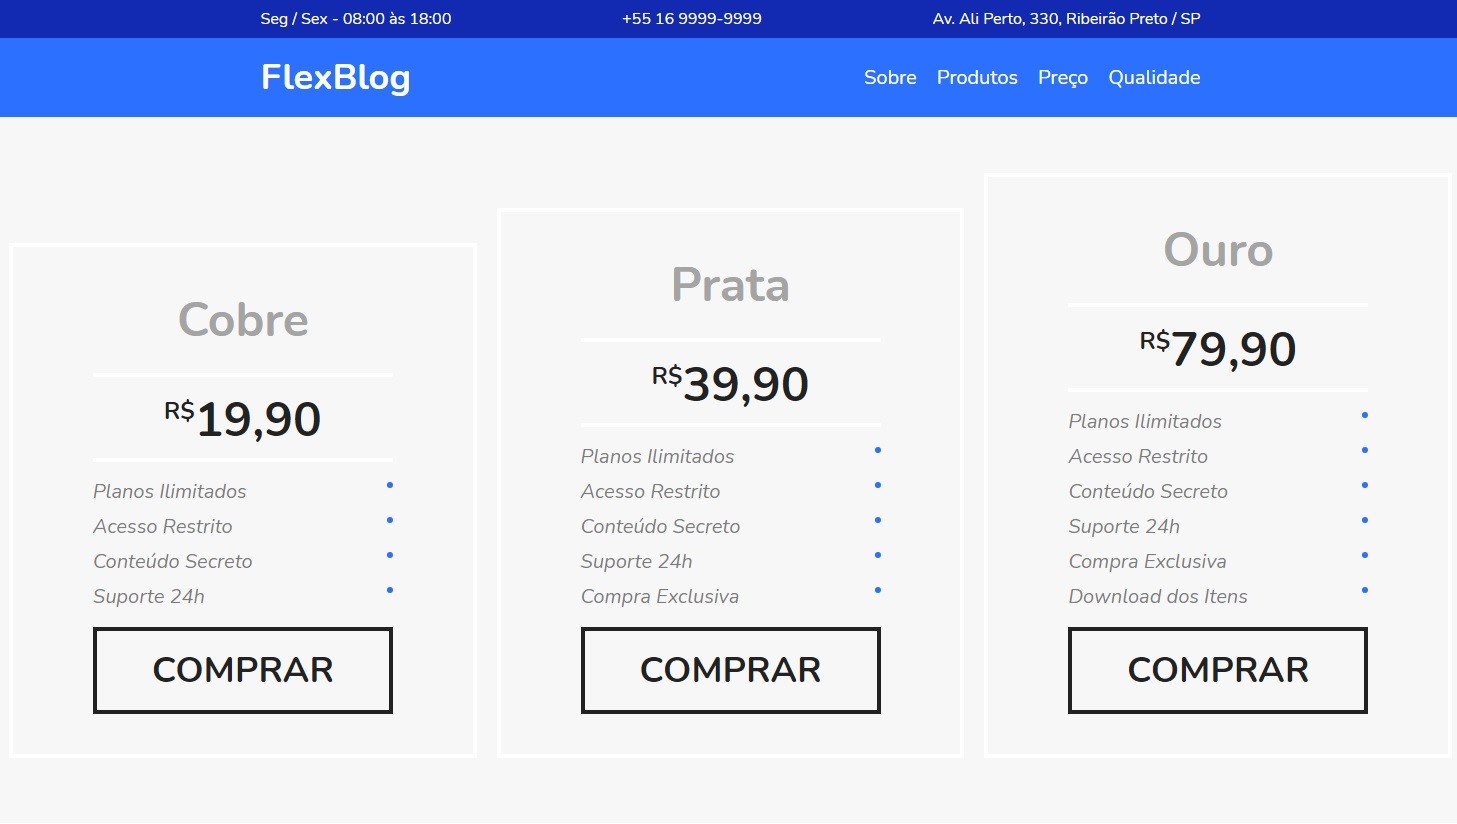 Seg / Sex - 08:00 às 18:00
+55 16 9999-9999
Av. Ali Perto, 330, Ribeirão Preto / SP
FlexBlog
Sobre Produtos Preço Qualidade
Cobre
R$19,90
Planos Ilimitados
Acesso Restrito
Conteúdo Secreto
Suporte 24h
COMPRAR
Prata
R$39,90
Planos Ilimitados
Acesso Restrito
Conteúdo Secreto
Suporte 24h
Compra Exclusiva
COMPRAR
Ouro
R$79,90
Planos Ilimitados
Acesso Restrito
Conteúdo Secreto
Suporte 24h
Compra Exclusiva
Download dos Itens
COMPRAR